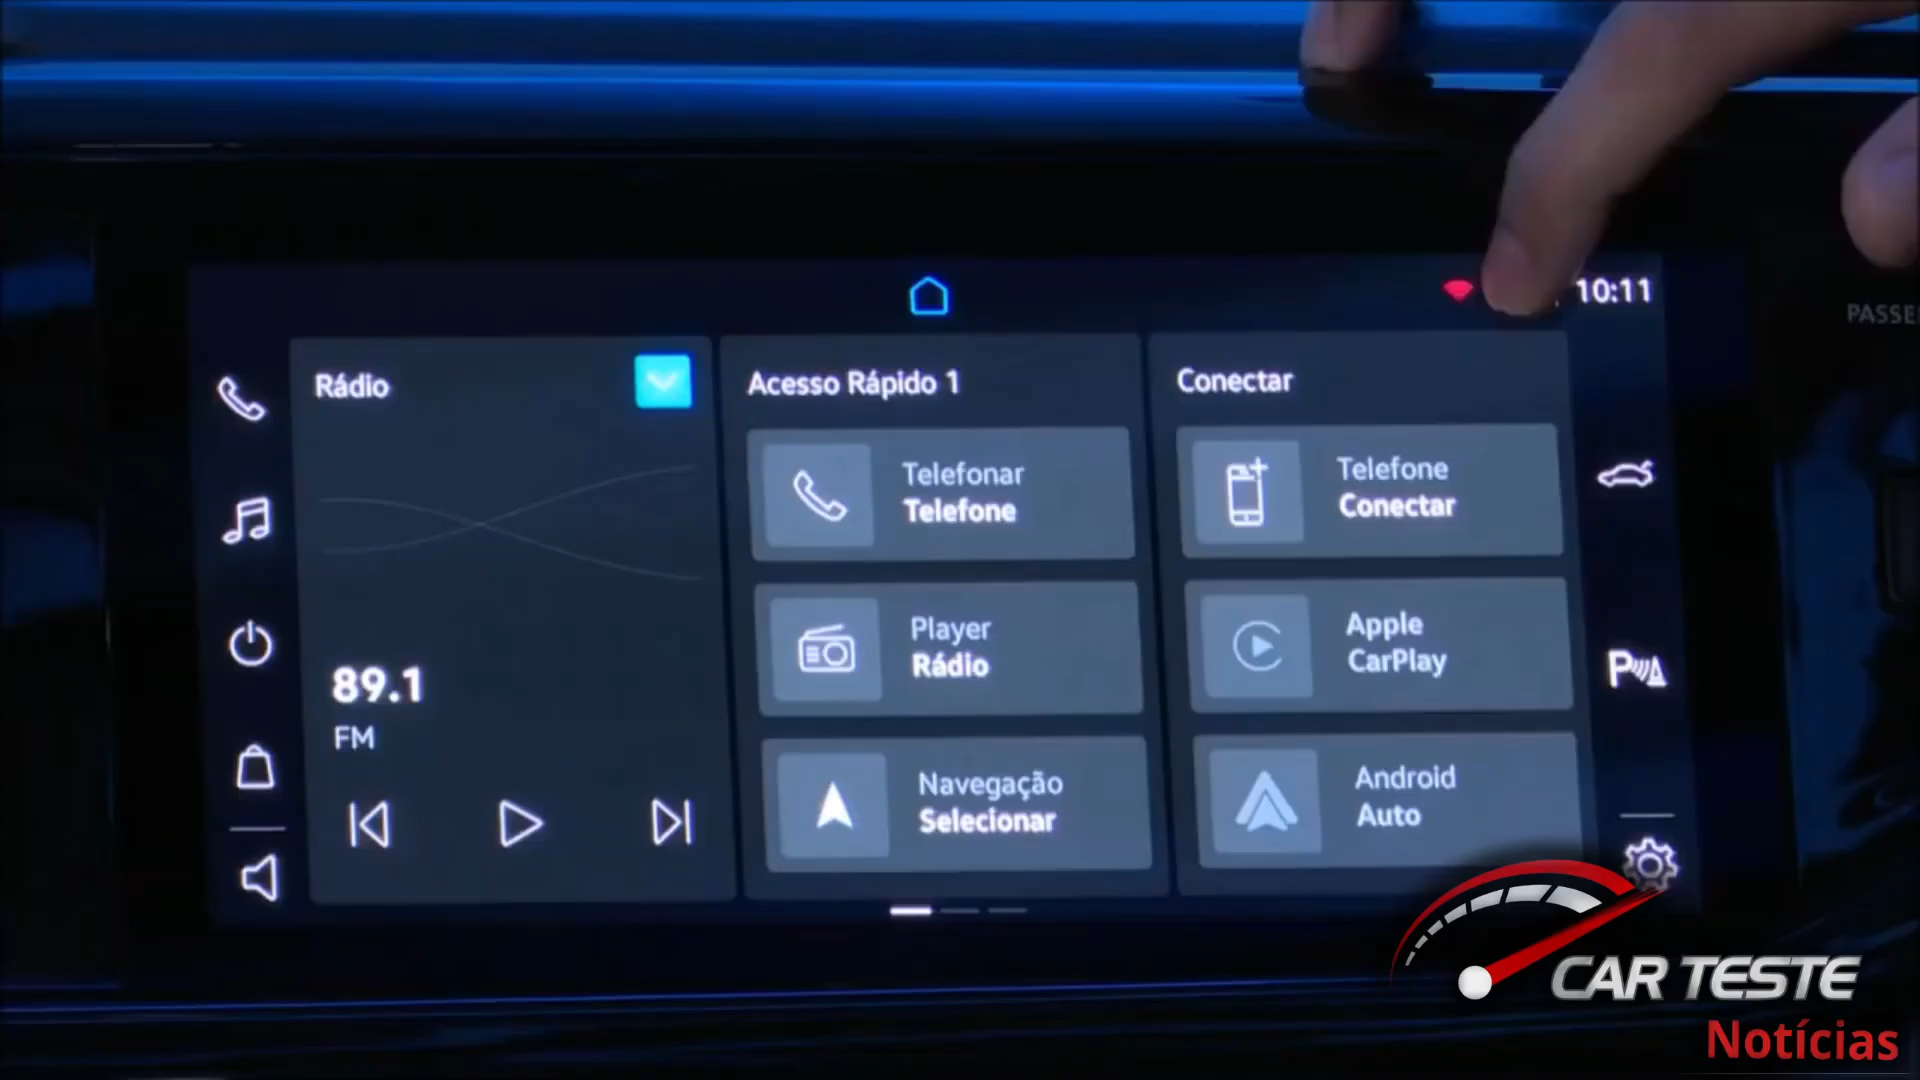 10:11
PASSE
Rádio
Acesso Rápido 1
Conectar
Telefonar
Telefone
Telefone
Conectar
Player
Rádio
Apple
CarPlay
89.1
FM
Navegação
Selecionar
Android
Auto
P
CAR TESTE
Notícias